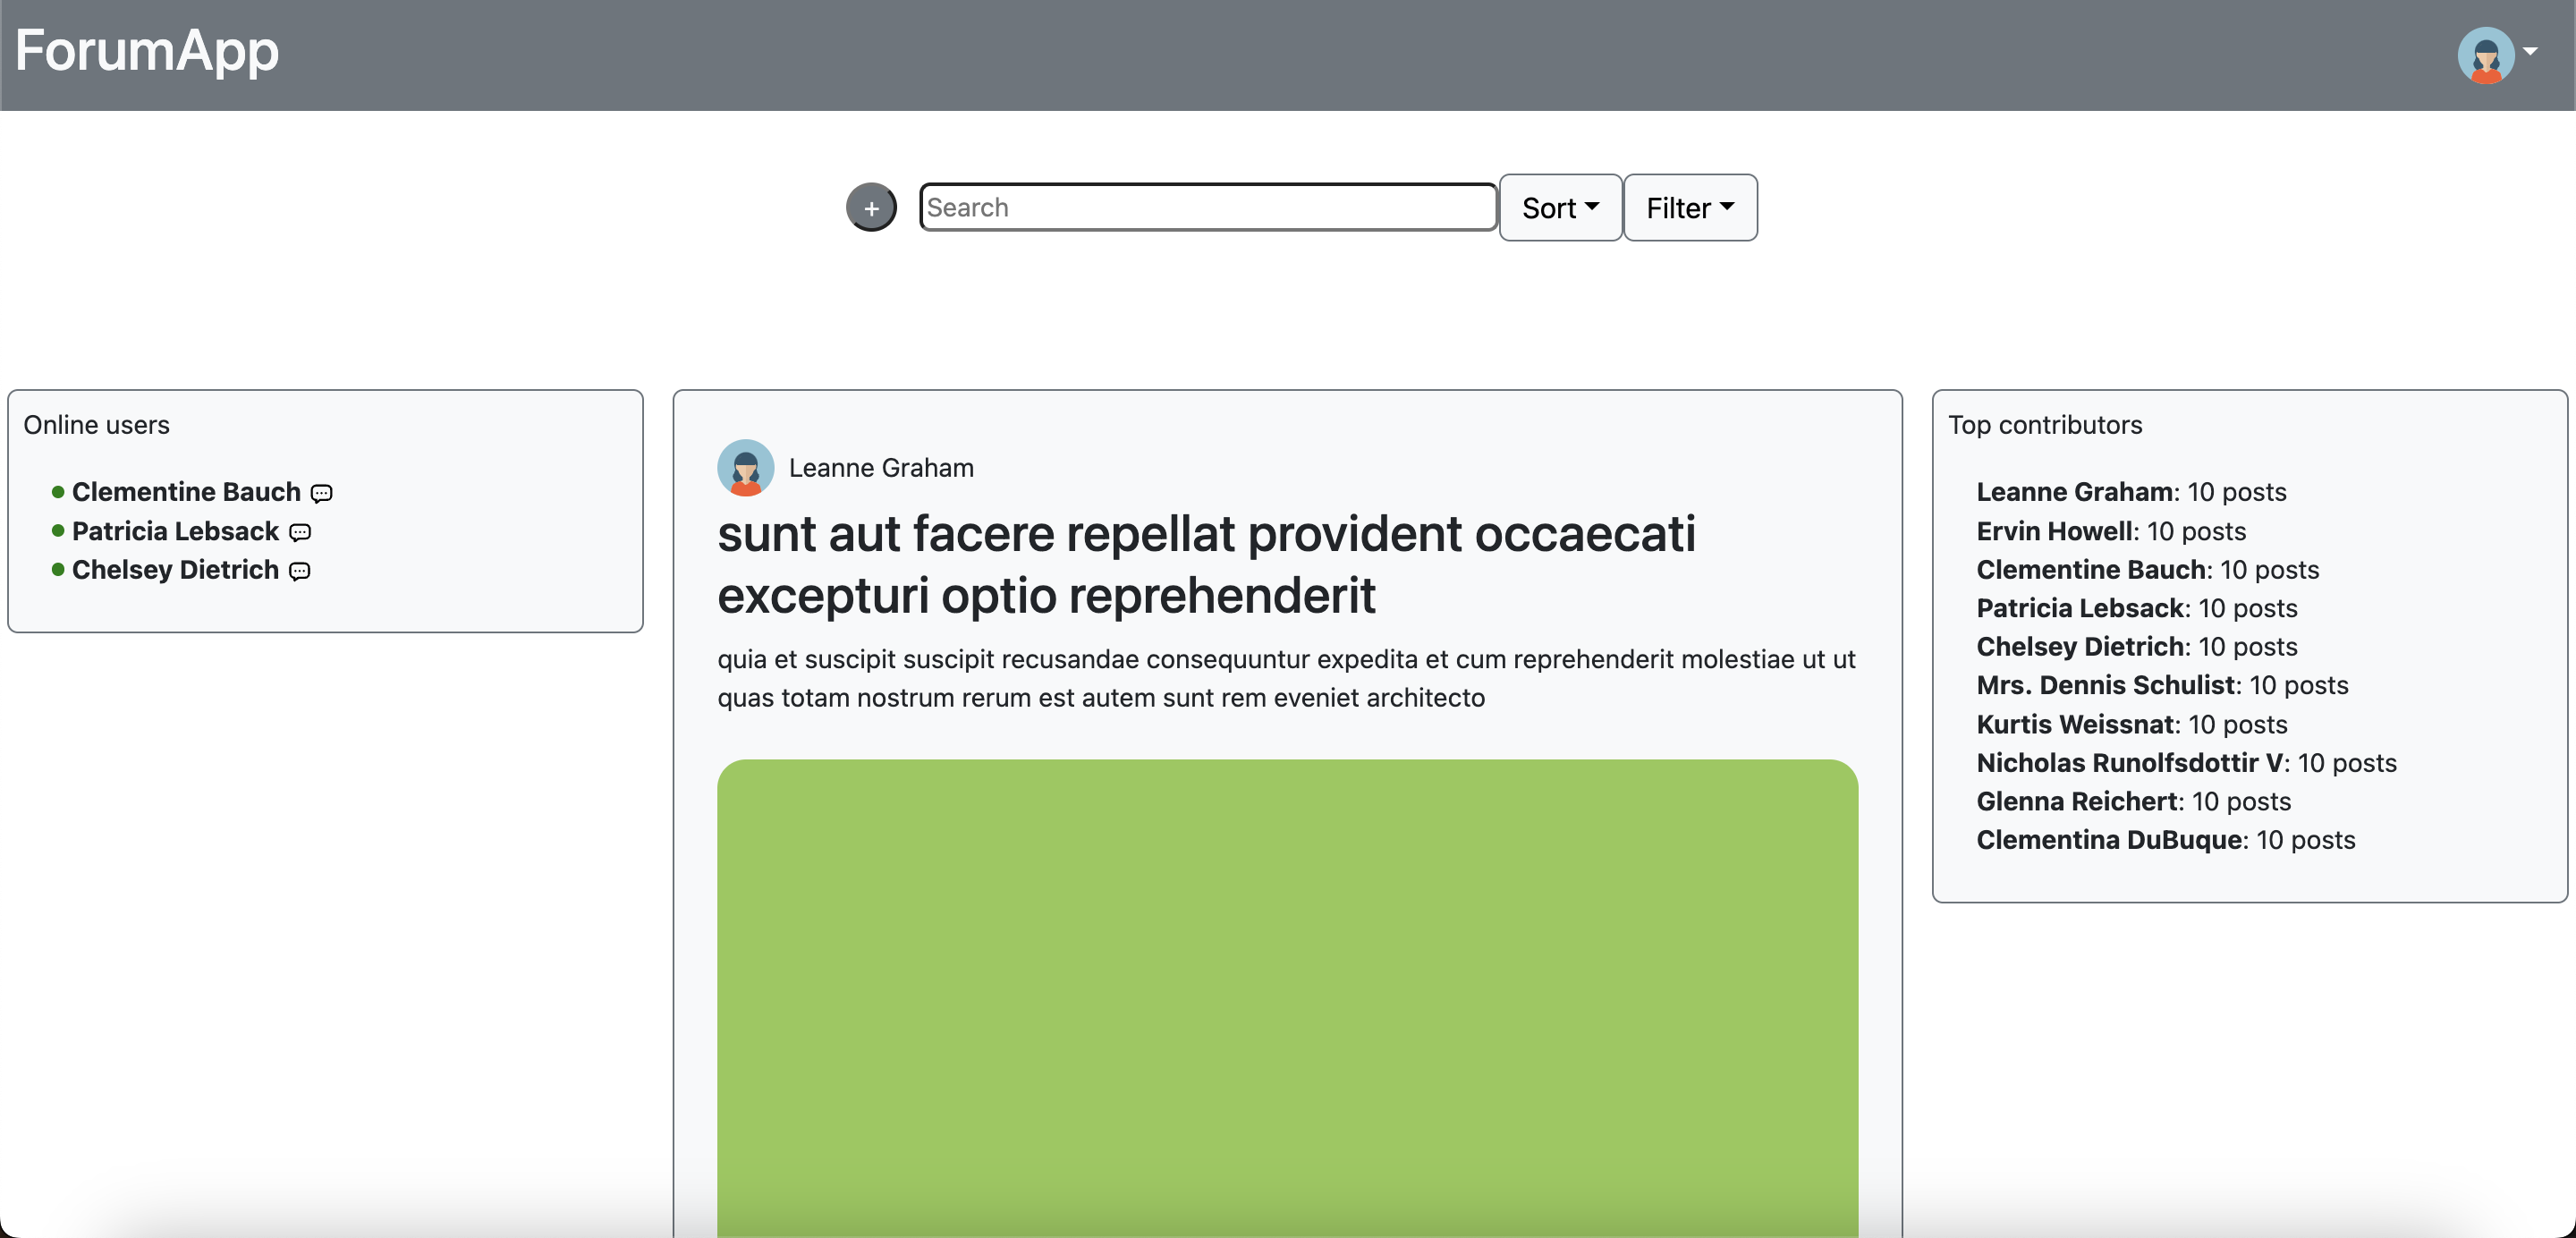 ForumApp
+ Search Sort Filter
Online users
Clementine Bauch
Patricia Lebsack
Chelsey Dietrich
Leanne Graham
sunt aut facere repellat provident occaecati
excepturi optio reprehenderit
quia et suscipit suscipit recusandae consequuntur expedita et cum reprehenderit molestiae ut ut
quas totam nostrum rerum est autem sunt rem eveniet architecto
Top contributors
Leanne Graham: 10 posts
Ervin Howell: 10 posts
Clementine Bauch: 10 posts
Patricia Lebsack: 10 posts
Chelsey Dietrich: 10 posts
Mrs. Dennis Schulist: 10 posts
Kurtis Weissnat: 10 posts
Nicholas Runolfsdottir V: 10 posts
Glenna Reichert: 10 posts
Clementina DuBuque: 10 posts